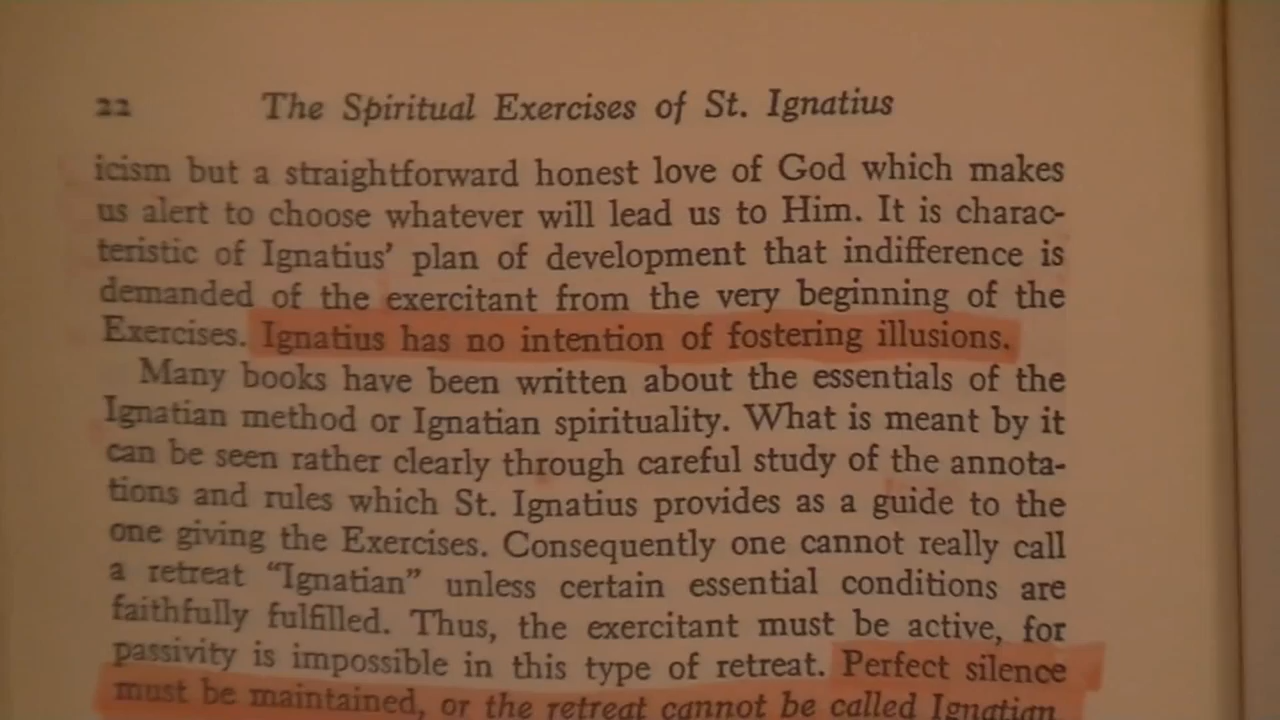 22 The Spiritual Exercises of St. Ignatius
icism but a straightforward honest love of God which makes
us alert to choose whatever will lead us to Him. It is charac-
teristic of Ignatius' plan of development that indifference is
demanded of the exercitant from the very beginning of the
Exercises. Ignatius has no intention of fostering illusions.
Many books have been written about the essentials of the
Ignatian method or Ignatian spirituality. What is meant by it
can be seen rather clearly through careful study of the annota-
tions and rules which St. Ignatius provides as a guide to the
one giving the Exercises. Consequently one cannot really call
a retreat “Ignatian” unless certain essential conditions are
faithfully fulfilled. Thus, the exercitant must be active, for
passivity is impossible in this type of retreat. Perfect silence
must be maintained, or the retreat cannot be called Ignatian